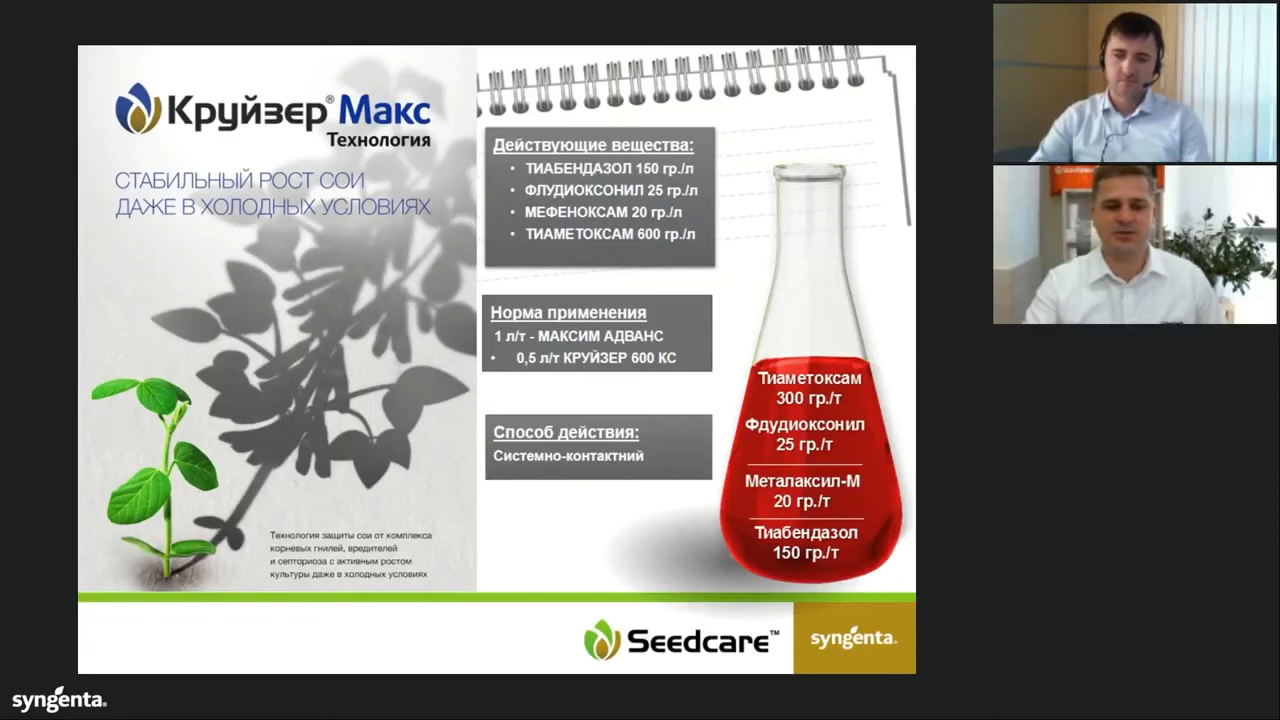 Круйзер® Макс
Технология
СТАБИЛЬНЫЙ РОСТ СОИ
ДАЖЕ В ХОЛОДНЫХ УСЛОВИЯХ
Технология защиты сои от комплекса
корневых гнилей, вредителей
и септориоза с активным ростом
культуры даже в холодных условиях
Действующие вещества:
• ТИАБЕНДАЗОЛ 150 гр./л
• ФЛУДИОКСОНИЛ 25 гр./л
• МЕФЕНОКСАМ 20 гр./л
• ТИАМЕТОКСАМ 600 гр./л
Норма применения
1 л/т - МАКСИМ АДВАНС
• 0,5 л/т КРУЙЗЕР 600 КС
Способ действия:
Системно-контактний
Тиаметоксам
300 гр./т
Фдудиоксонил
25 гр./т
Металаксил-М
20 гр./т
Тиабендазол
150 гр./т
Seedcare™
syngenta.
syngenta.